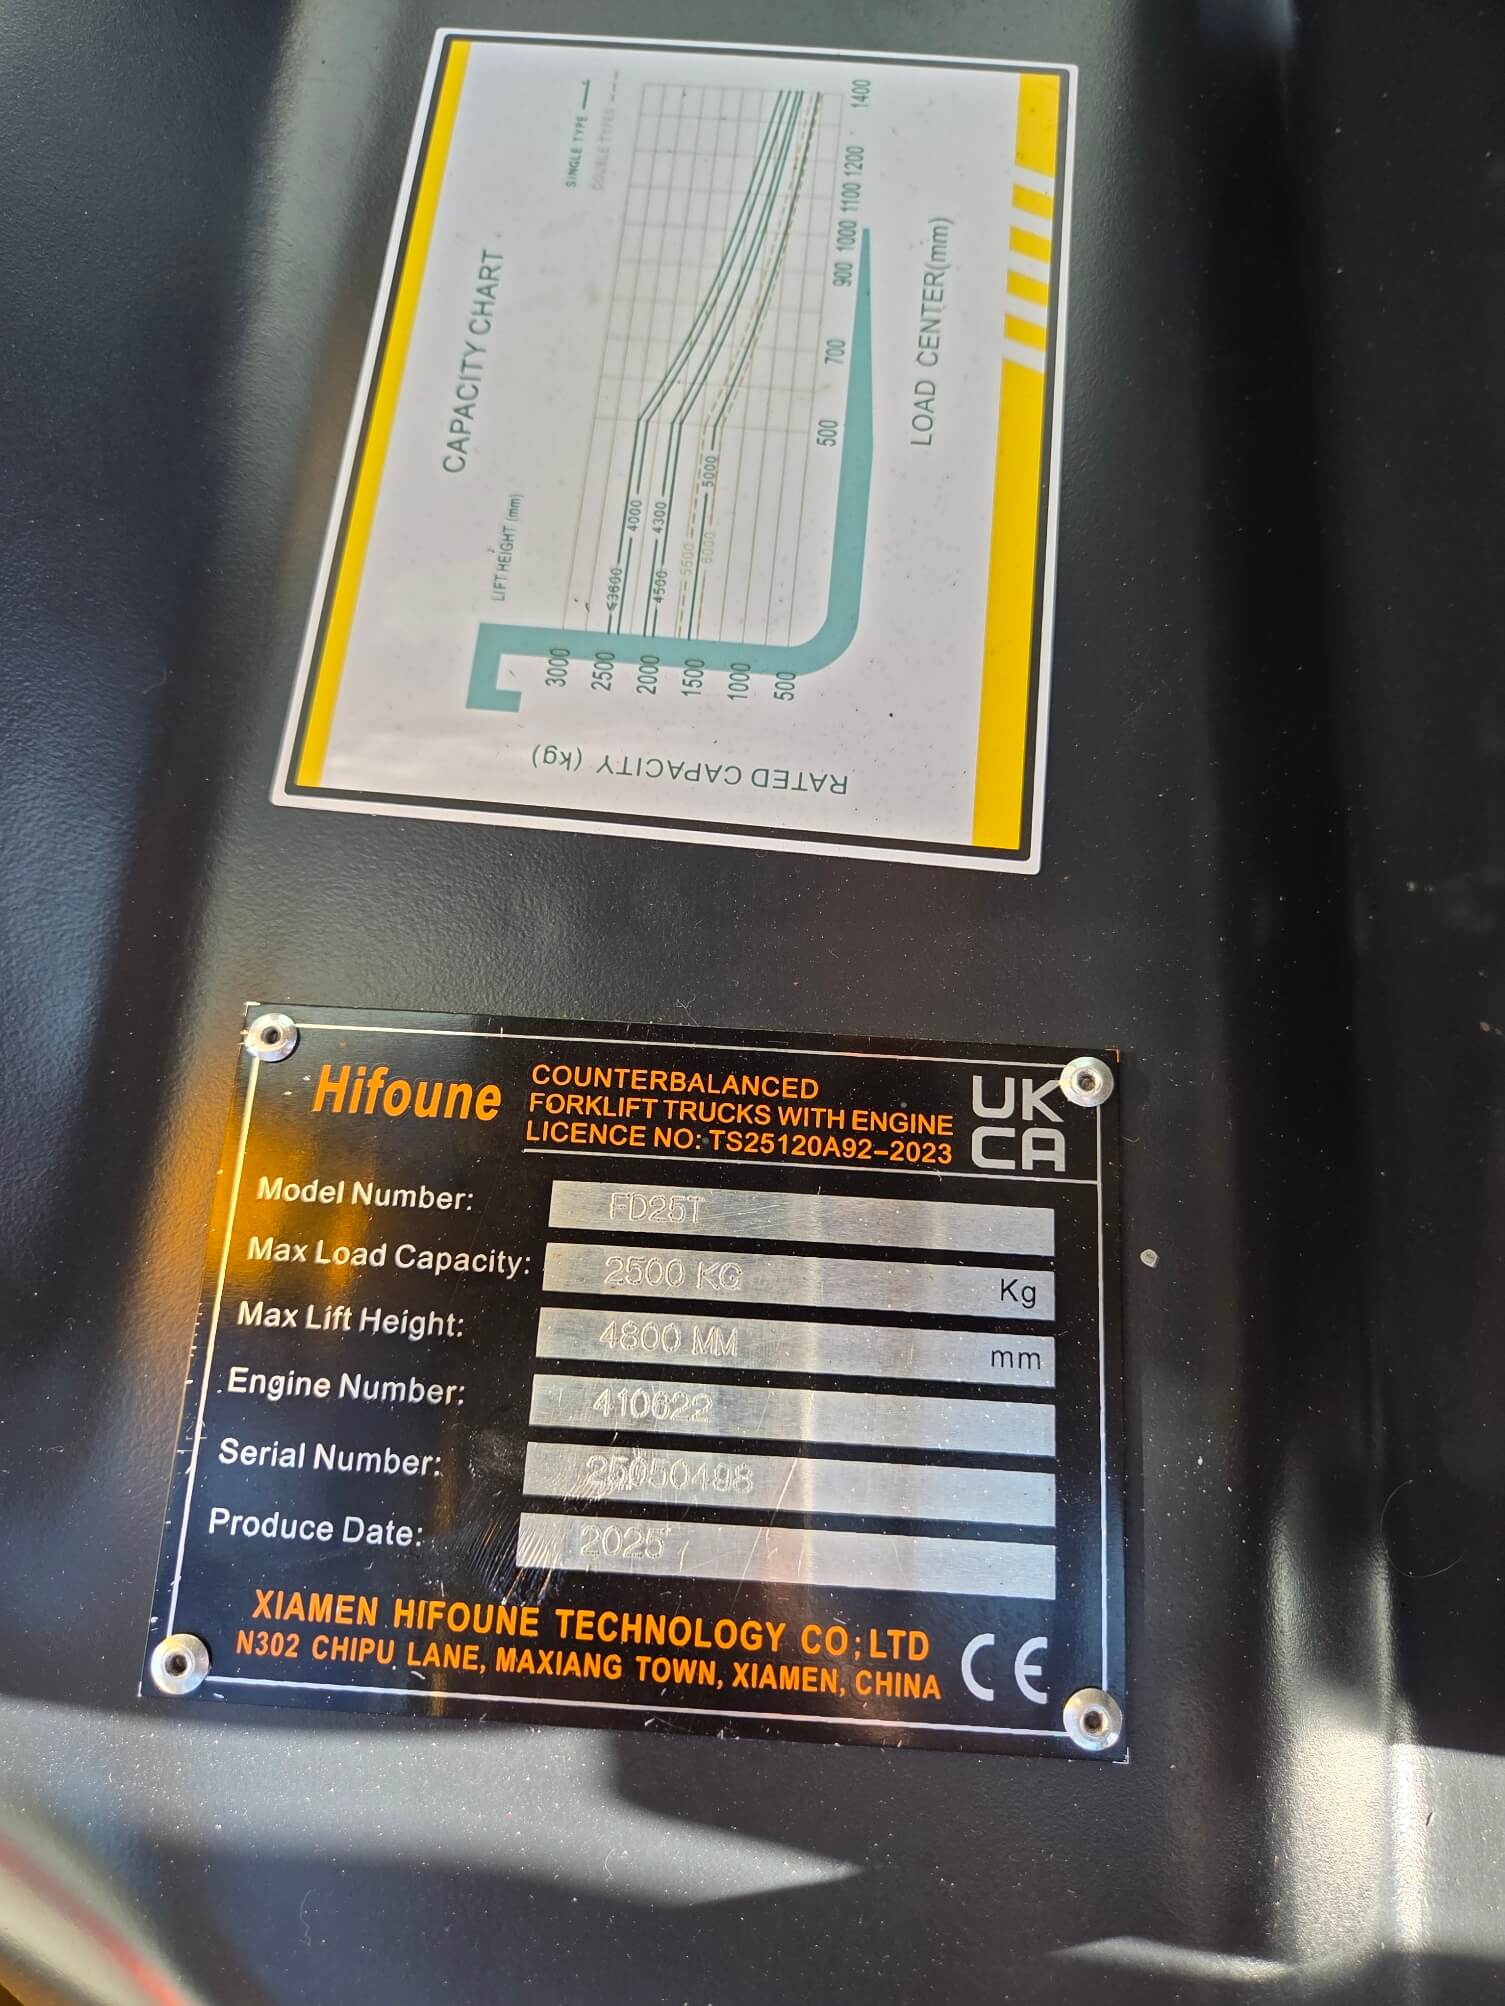 CAPACITY CHART
SINGLE TYPE
DOUBLE TYPES
LIFT HEIGHT (mm)
3000
2500
2000
1500
1000
500
4000
4300
4500
5000
5500
6000
500 700 900 1000 1100 1200 1400
LOAD CENTER(mm)
RATED CAPACITY (kg)
Hifoune
COUNTERBALANCED
FORKLIFT TRUCKS WITH ENGINE
LICENCE NO: TS25120A92-2023
UK
CA
Model Number: FD25T
Max Load Capacity: 2500 KG Kg
Max Lift Height: 4800 MM mm
Engine Number: 410622
Serial Number: 25050498
Produce Date: 2025
XIAMEN HIFOUNE TECHNOLOGY CO;LTD
N302 CHIPU LANE, MAXIANG TOWN, XIAMEN, CHINA
CE